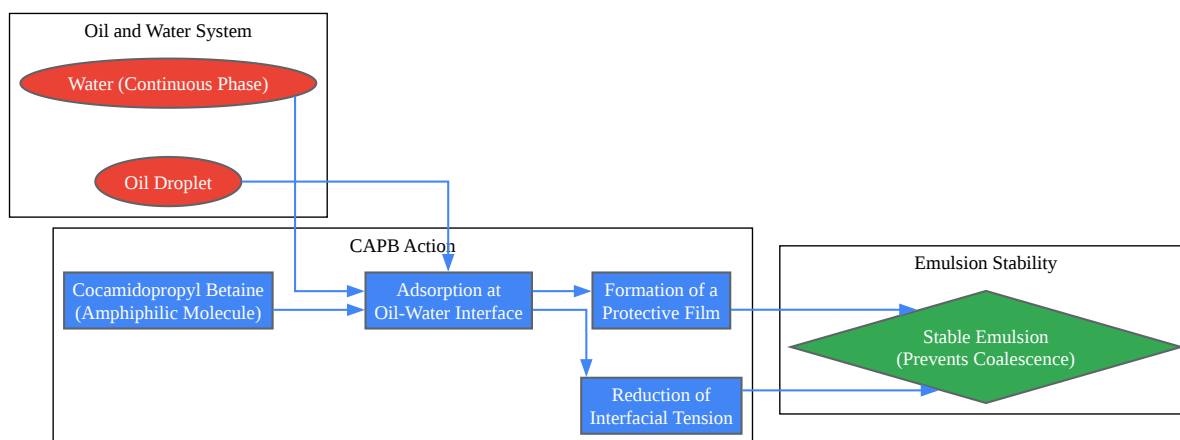 Oil and Water System
Water (Continuous Phase)
Oil Droplet
CAPB Action
Cocamidopropyl Betaine
(Amphiphilic Molecule)
Adsorption at
Oil-Water Interface
Formation of a
Protective Film
Reduction of
Interfacial Tension
Emulsion Stability
Stable Emulsion
(Prevents Coalescence)